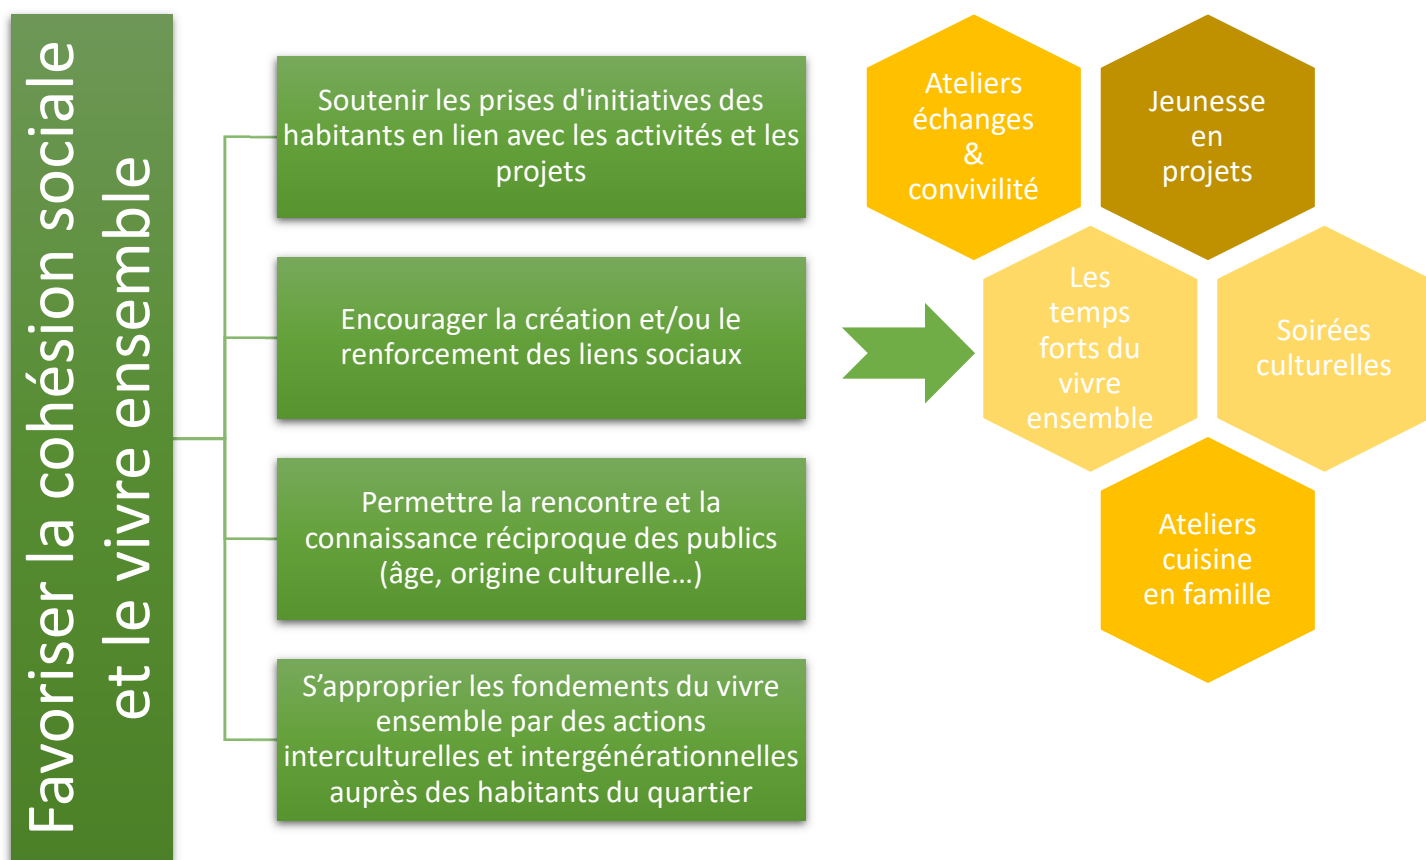 Favoriser la cohésion sociale
et le vivre ensemble
Soutenir les prises d'initiatives des
habitants en lien avec les activités et les
projets
Encourager la création et/ou le
renforcement des liens sociaux
Permettre la rencontre et la
connaissance réciproque des publics
(âge, origine culturelle…)
S’approprier les fondements du vivre
ensemble par des actions
interculturelles et intergénérationnelles
auprès des habitants du quartier
Ateliers
échanges
&
convivilité
Jeunesse
en
projets
Les
temps
forts du
vivre
ensemble
Soirées
culturelles
Ateliers
cuisine
en famille